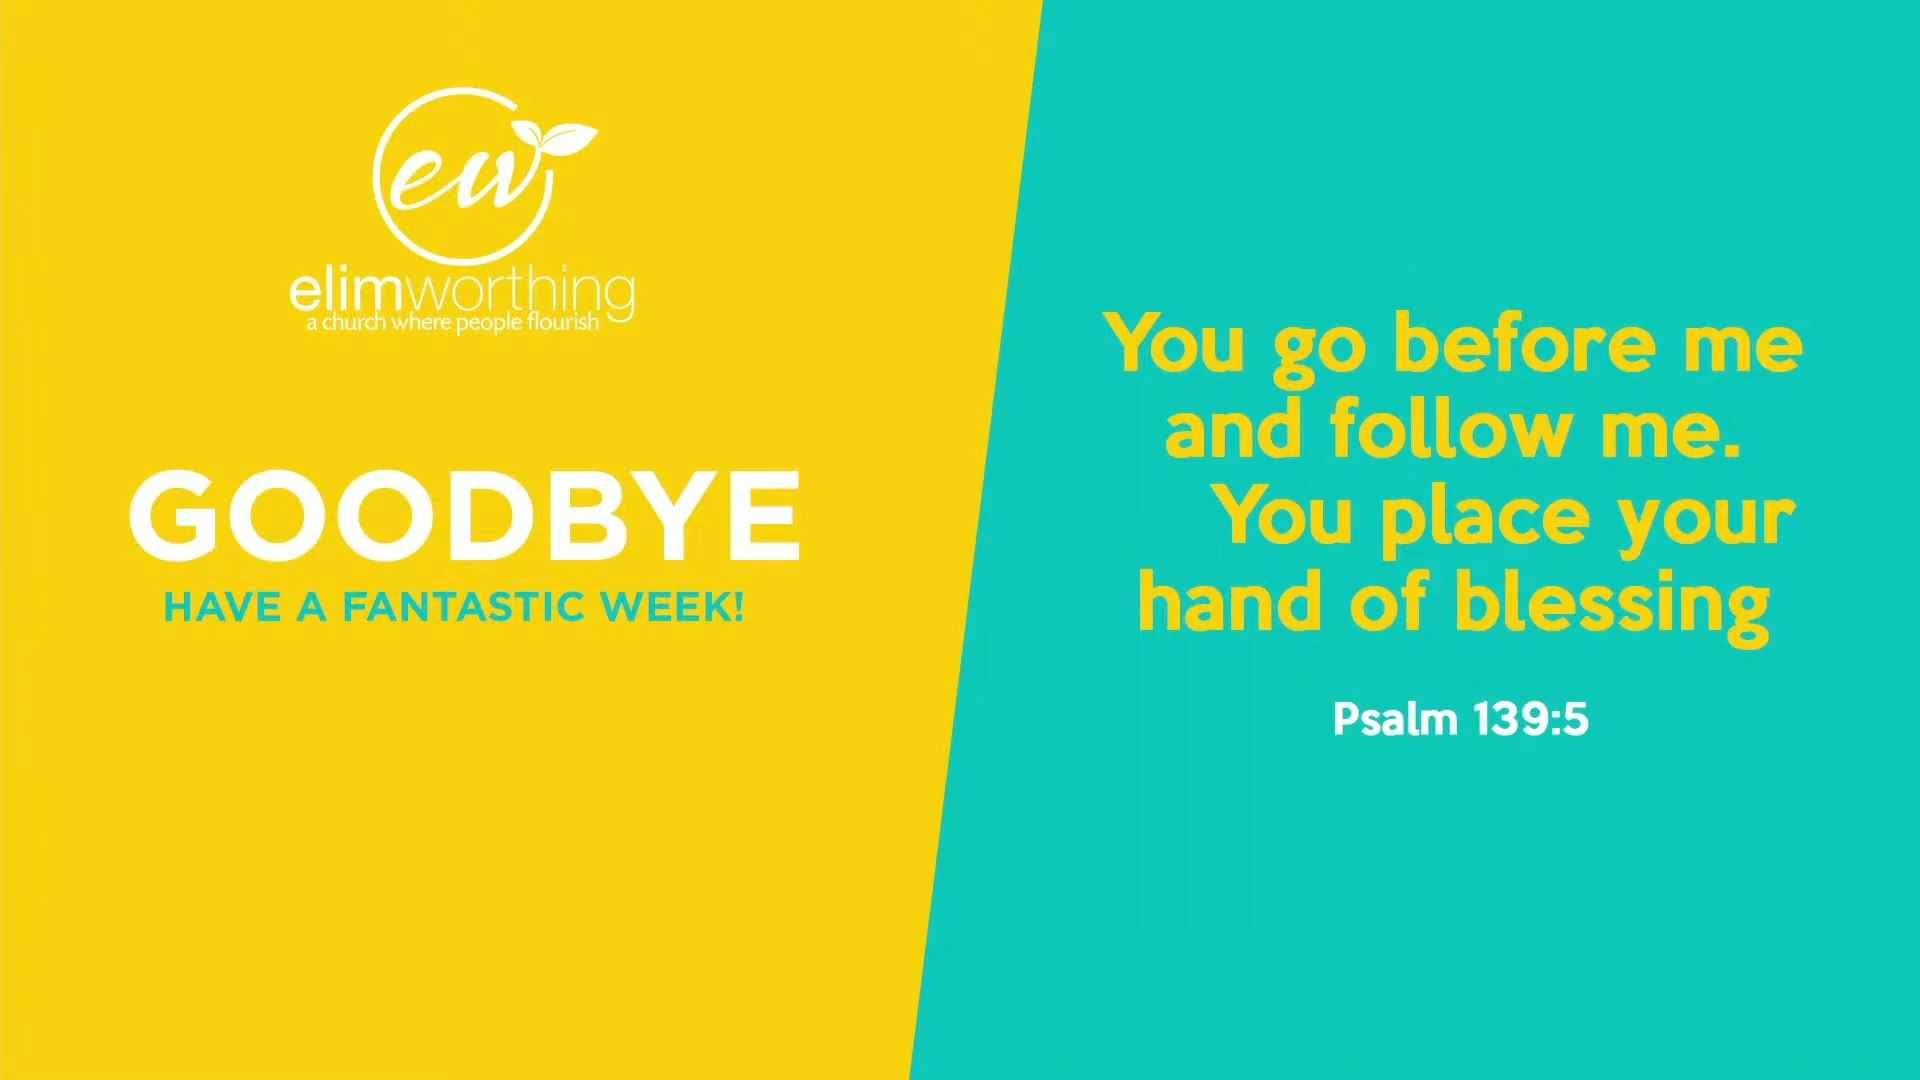 ew
elimworthing
a church where people flourish
GOODBYE
HAVE A FANTASTIC WEEK!
You go before me
and follow me.
You place your
hand of blessing
Psalm 139:5